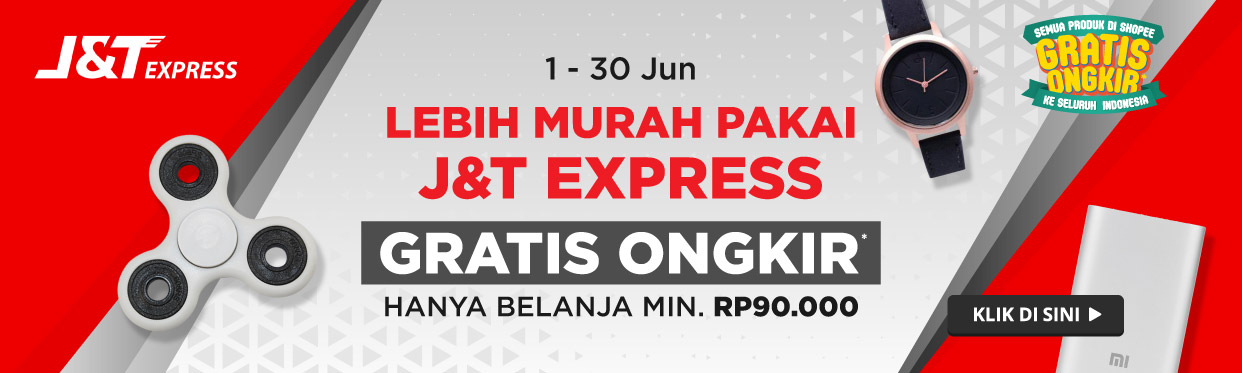 J&T EXPRESS
1 - 30 Jun
LEBIH MURAH PAKAI
J&T EXPRESS
GRATIS ONGKIR*
HANYA BELANJA MIN. RP90.000
SEMUA PRODUK DI SHOPEE
GRATIS
ONGKIR*
KE SELURUH INDONESIA
KLIK DI SINI
MI